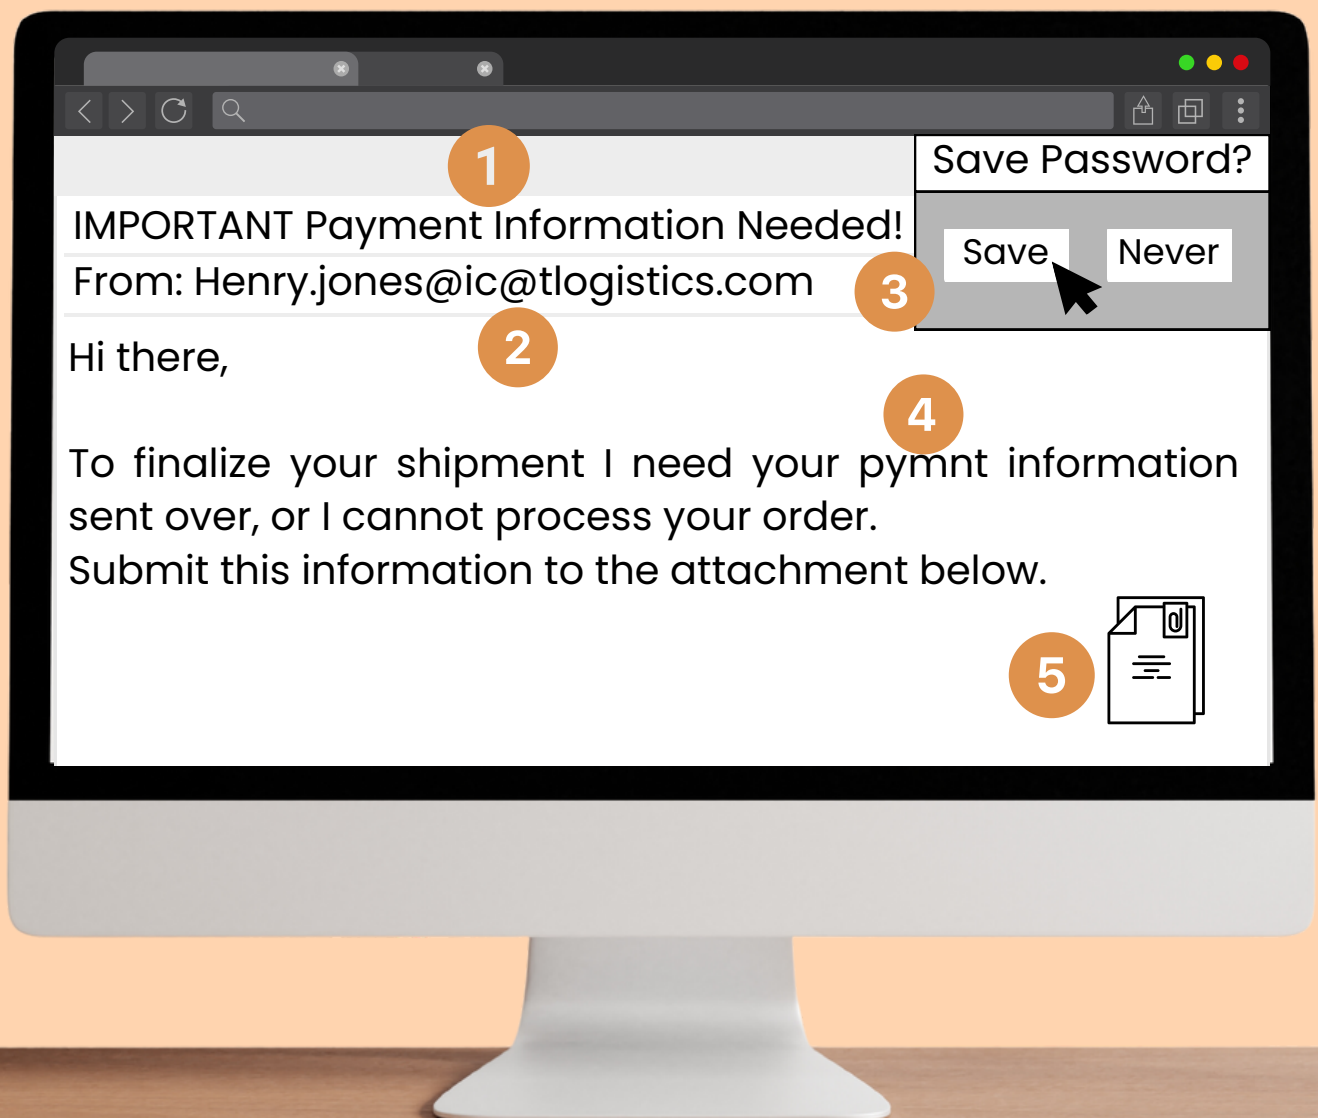 1
Save Password?
IMPORTANT Payment Information Needed!
Save Never
From: Henry.jones@ic@tlogistics.com
3
2
Hi there,
4
To finalize your shipment I need your pymnt information
sent over, or I cannot process your order.
Submit this information to the attachment below.
5